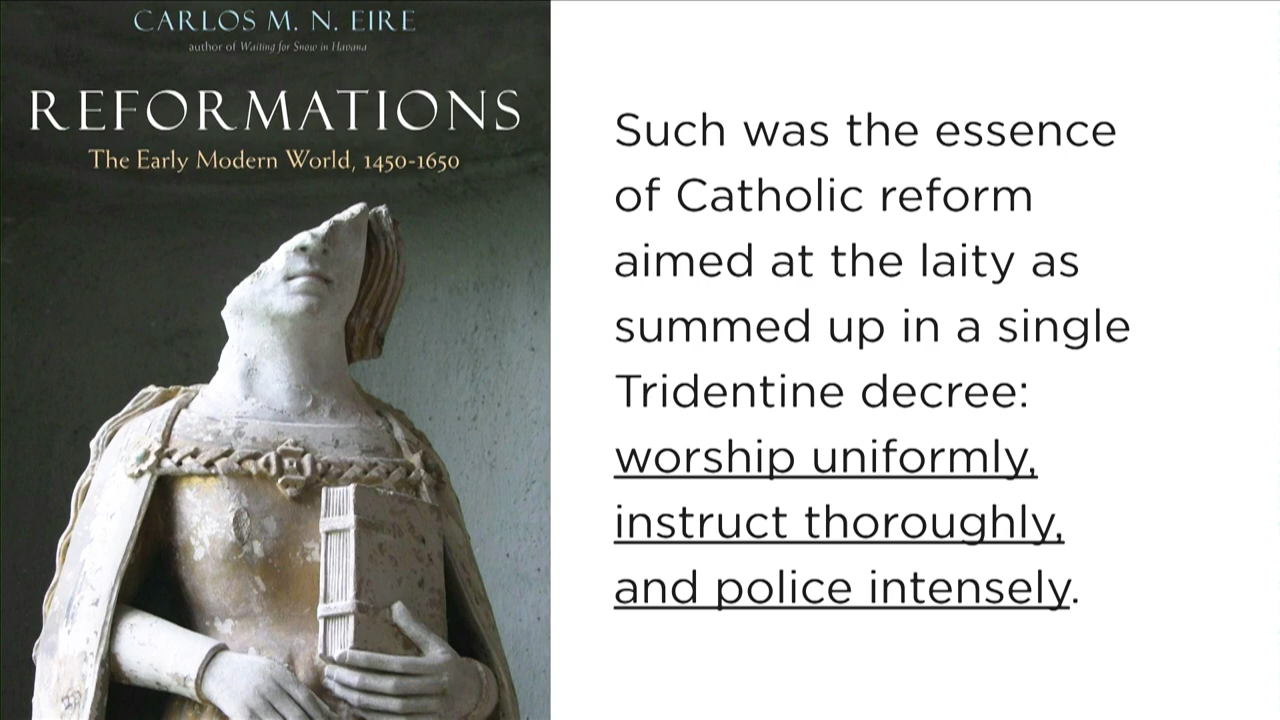 CARLOS M. N. EIRE
author of Waiting for Snow in Havana
REFORMATIONS
The Early Modern World, 1450-1650
Such was the essence
of Catholic reform
aimed at the laity as
summed up in a single
Tridentine decree:
worship uniformly,
instruct thoroughly,
and police intensely.